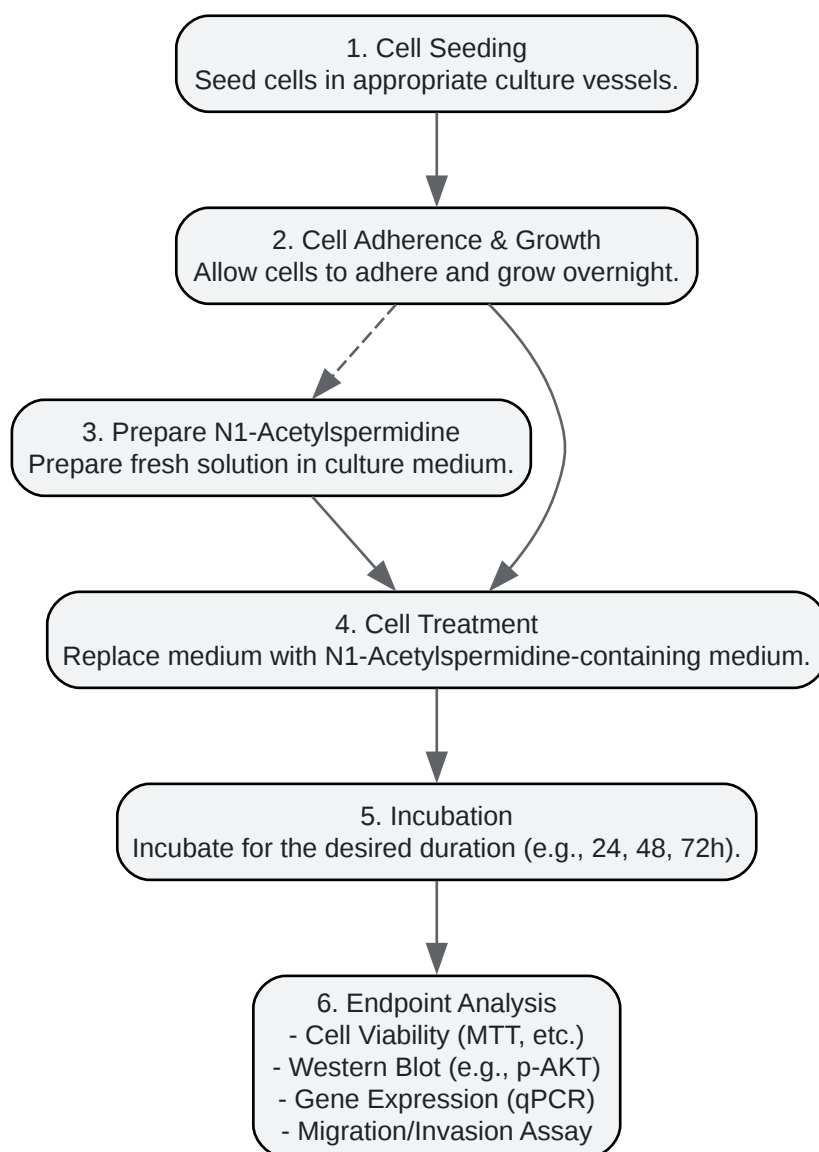 1. Cell Seeding
Seed cells in appropriate culture vessels.
2. Cell Adherence & Growth
Allow cells to adhere and grow overnight.
3. Prepare N1-Acetylspermidine
Prepare fresh solution in culture medium.
4. Cell Treatment
Replace medium with N1-Acetylspermidine-containing medium.
5. Incubation
Incubate for the desired duration (e.g., 24, 48, 72h).
6. Endpoint Analysis
- Cell Viability (MTT, etc.)
- Western Blot (e.g., p-AKT)
- Gene Expression (qPCR)
- Migration/Invasion Assay